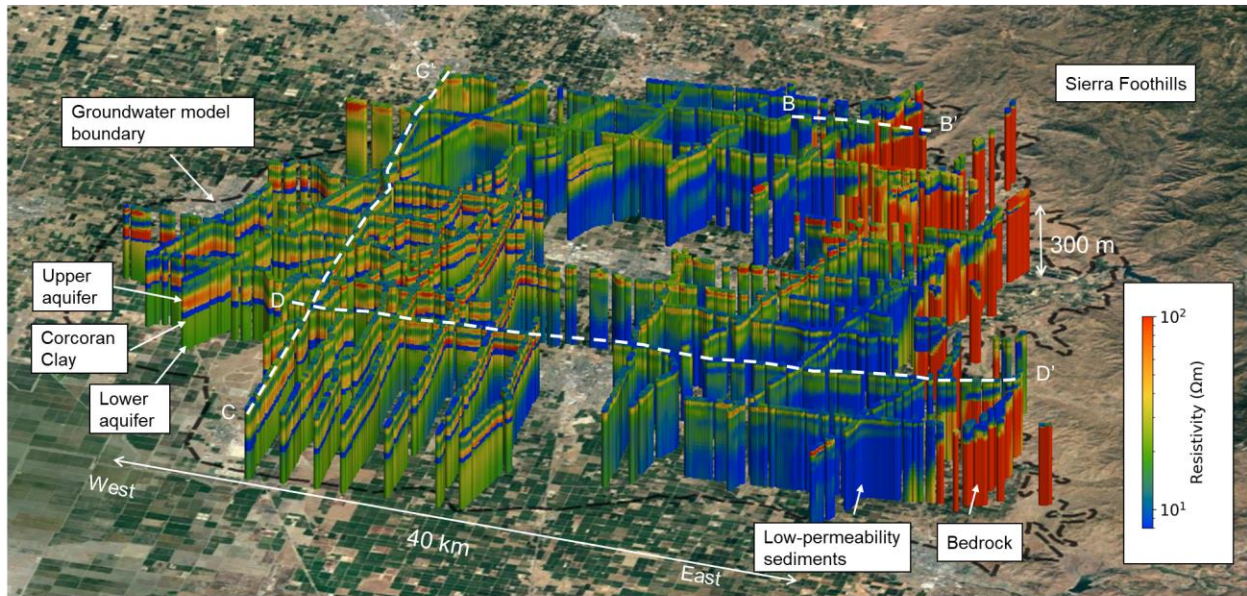 C'
Sierra Foothills
B
B'
Groundwater model
boundary
300 m
Upper
aquifer
D
Corcoran
Clay
10²
Resistivity (Ωm)
10¹
Lower
aquifer
D'
C
West
40 km
East
Low-permeability
sediments
Bedrock